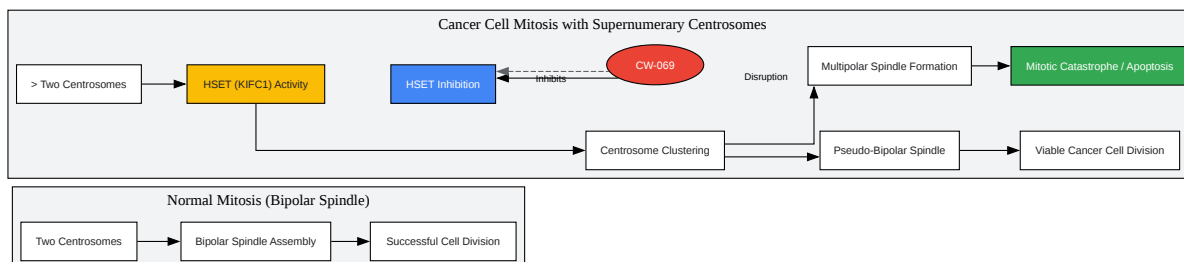 Cancer Cell Mitosis with Supernumerary Centrosomes
> Two Centrosomes
HSET (KIFC1) Activity
HSET Inhibition
Inhibits
CW-069
Disruption
Multipolar Spindle Formation
Mitotic Catastrophe / Apoptosis
Centrosome Clustering
Pseudo-Bipolar Spindle
Viable Cancer Cell Division
Normal Mitosis (Bipolar Spindle)
Two Centrosomes
Bipolar Spindle Assembly
Successful Cell Division